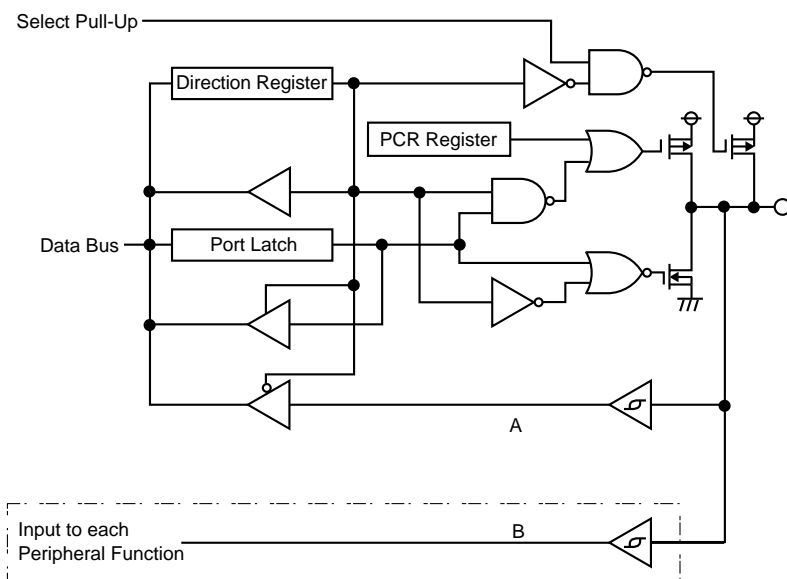 Select Pull-Up
Direction Register
PCR Register
Data Bus
Port Latch
A
B
Input to each
Peripheral Function